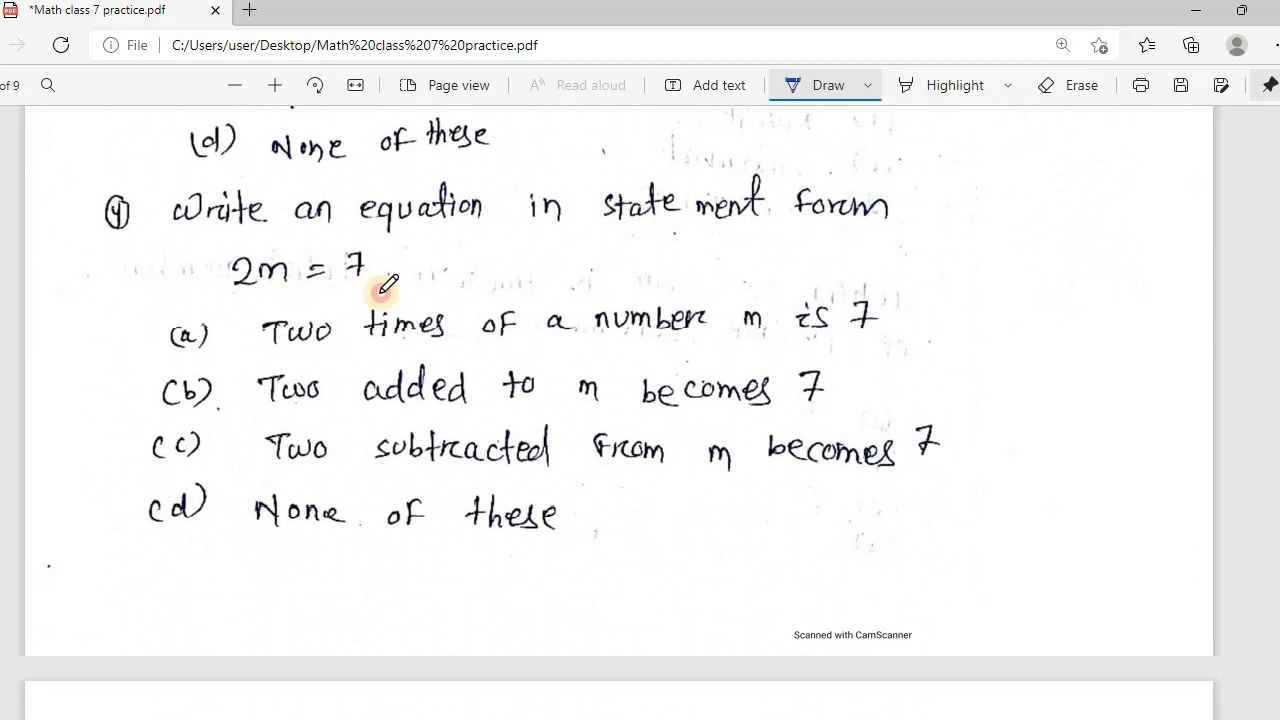 *Math class 7 practice.pdf
File
C:/Users/user/Desktop/Math%20class%207%20practice.pdf
of 9
Page view
Read aloud
Add text
Draw
Highlight
Erase
(d) None of these
④ Write an equation in statement form
2m = 7
(a) Two times of a number m is 7
(b) Two added to m becomes 7
(c) Two subtracted from m becomes 7
(d) None of these
Scanned with CamScanner